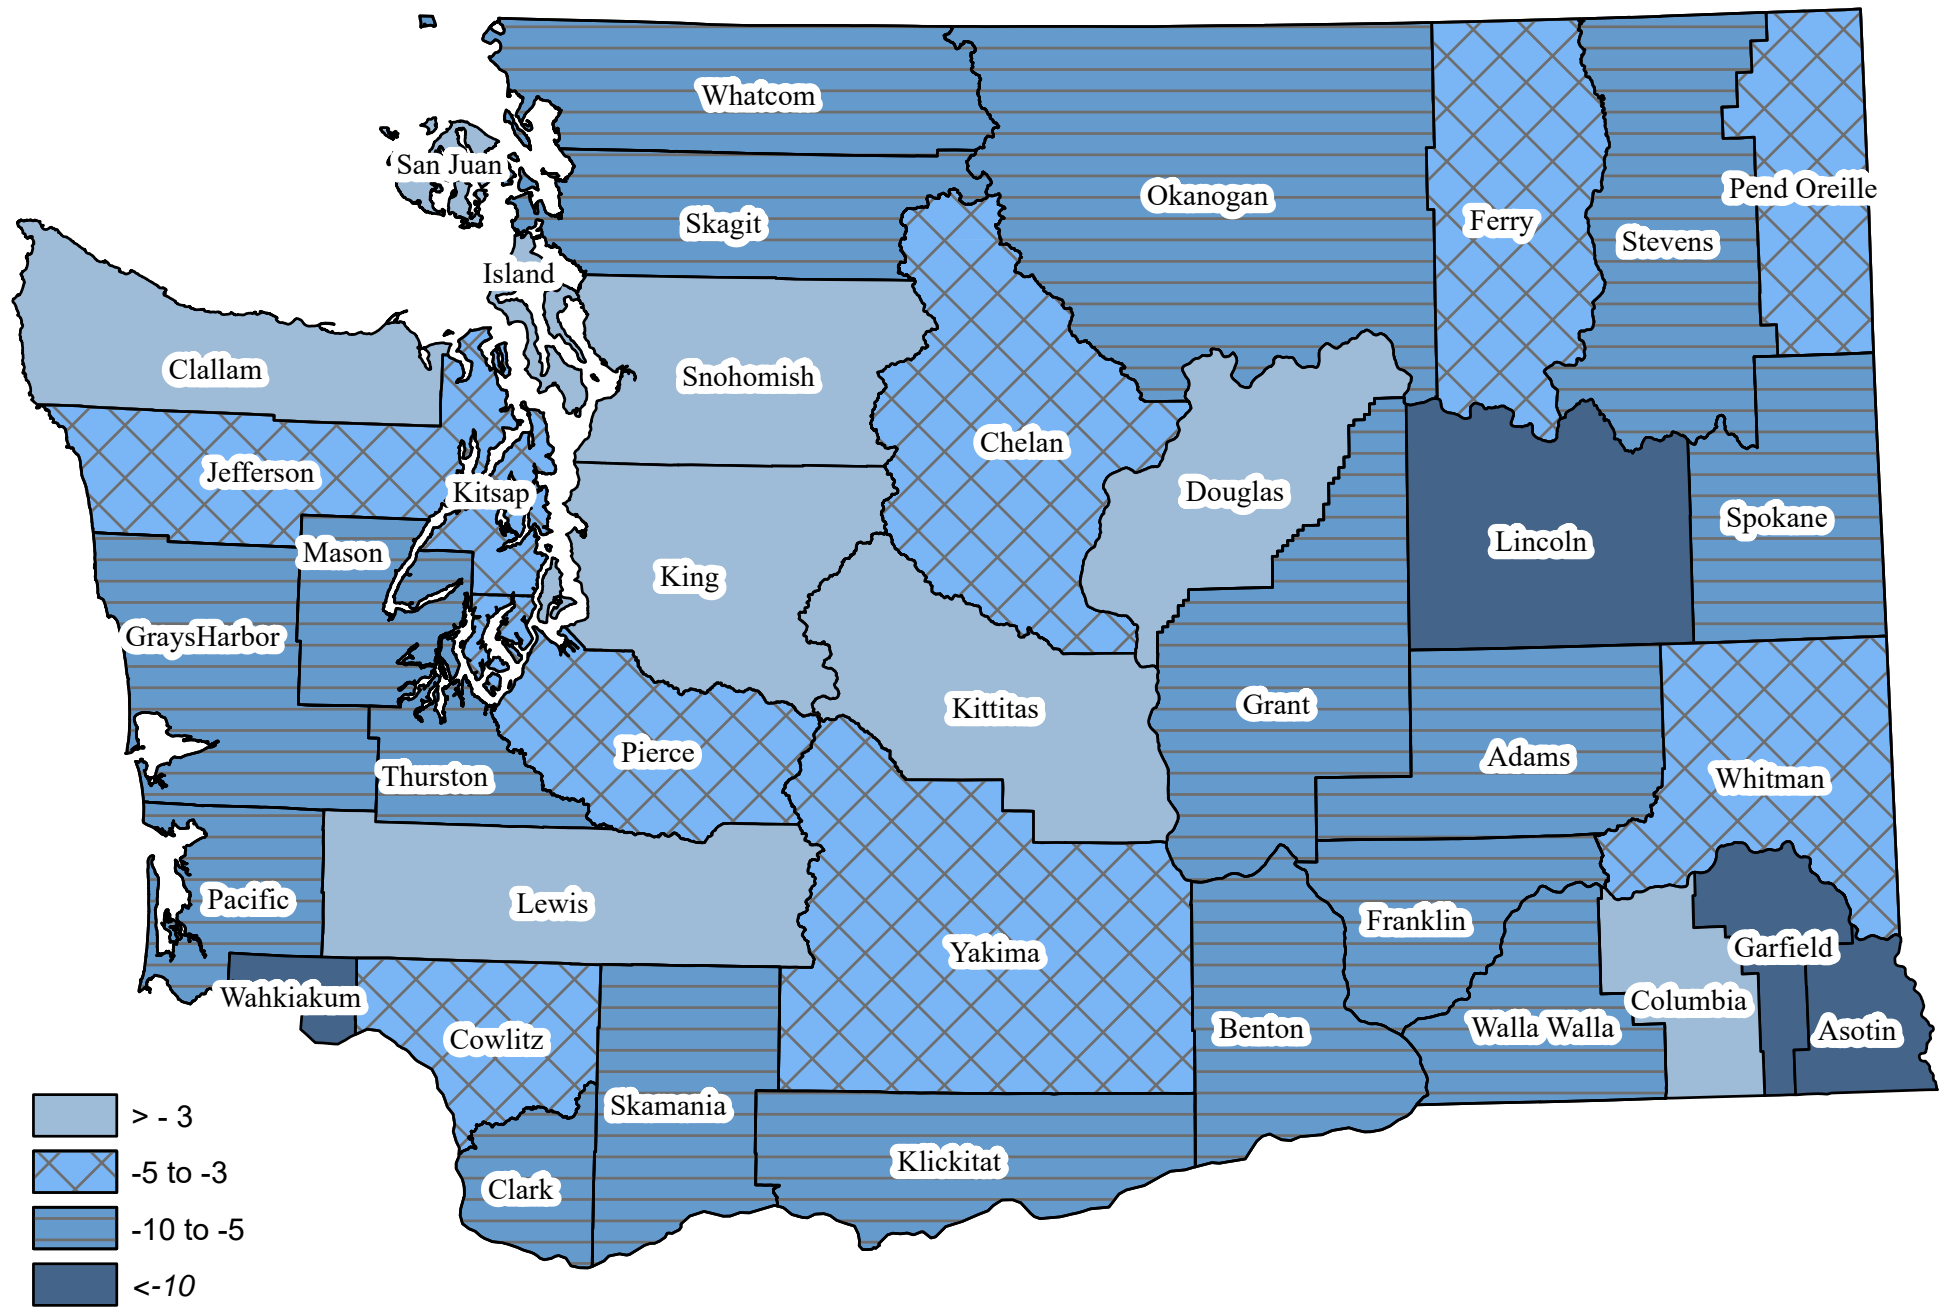 Whatcom
San Juan
Okanogan
Pend Oreille
Skagit
Ferry
Stevens
Island
Clallam
Snohomish
Chelan
Jefferson
Kitsap
Douglas
Spokane
Lincoln
Mason
King
GraysHarbor
Kittitas
Grant
Pierce
Adams
Thurston
Whitman
Pacific
Lewis
Franklin
Yakima
Garfield
Wahkiakum
Columbia
Cowlitz
Benton
Walla Walla
Asotin
Skamania
Klickitat
Clark
> - 3
-5 to -3
-10 to -5
<-10